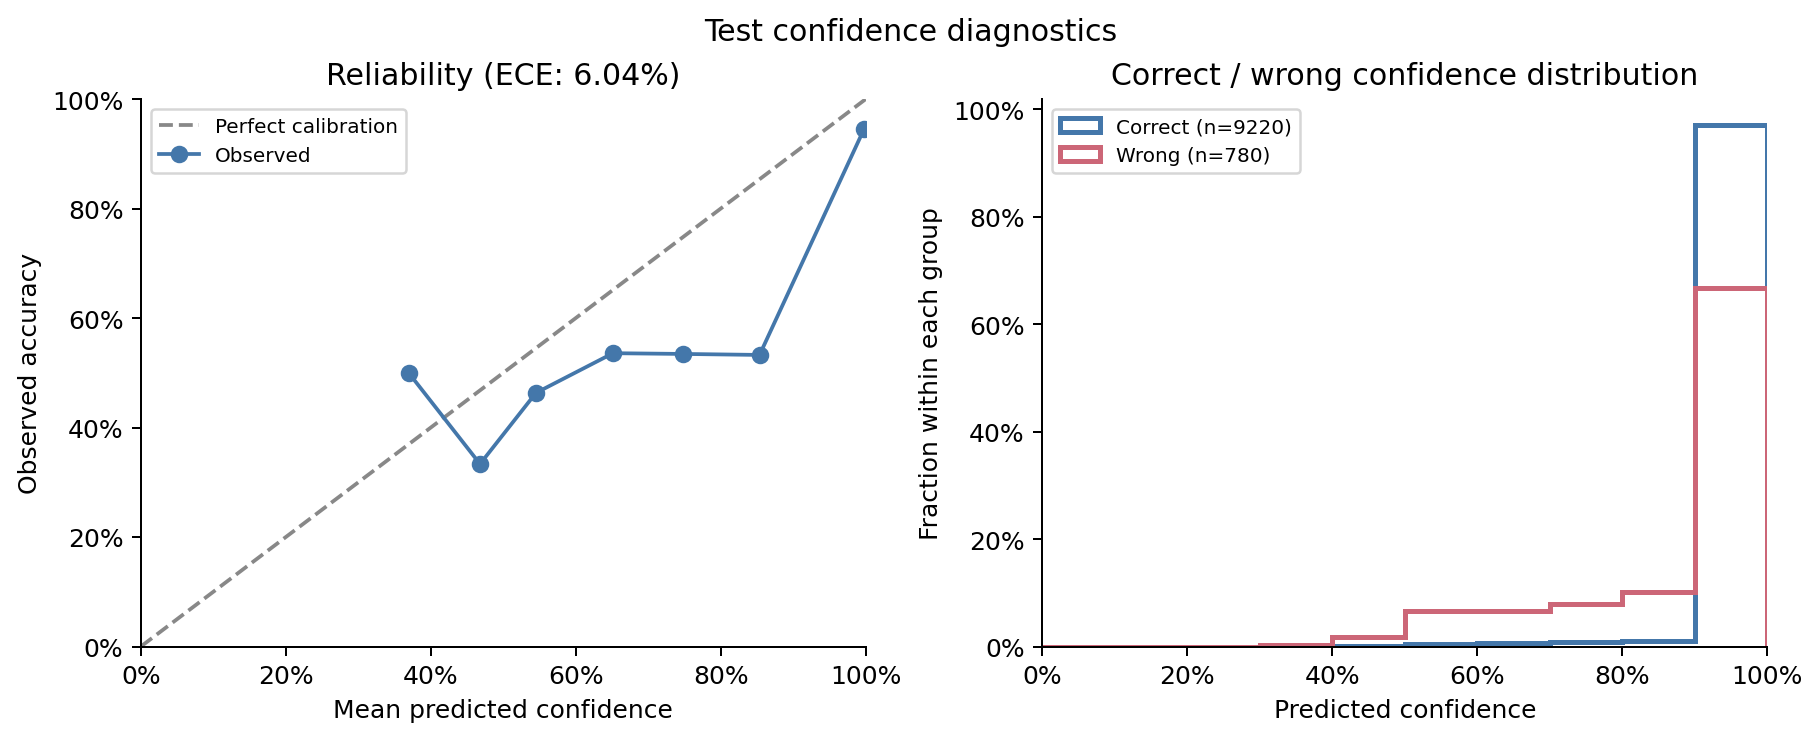 Test confidence diagnostics
Reliability (ECE: 6.04%)
Perfect calibration
Observed
Observed accuracy
100%
80%
60%
40%
20%
0%
0% 20% 40% 60% 80% 100%
Mean predicted confidence
Correct / wrong confidence distribution
Correct (n=9220)
Wrong (n=780)
Fraction within each group
100%
80%
60%
40%
20%
0%
0% 20% 40% 60% 80% 100%
Predicted confidence